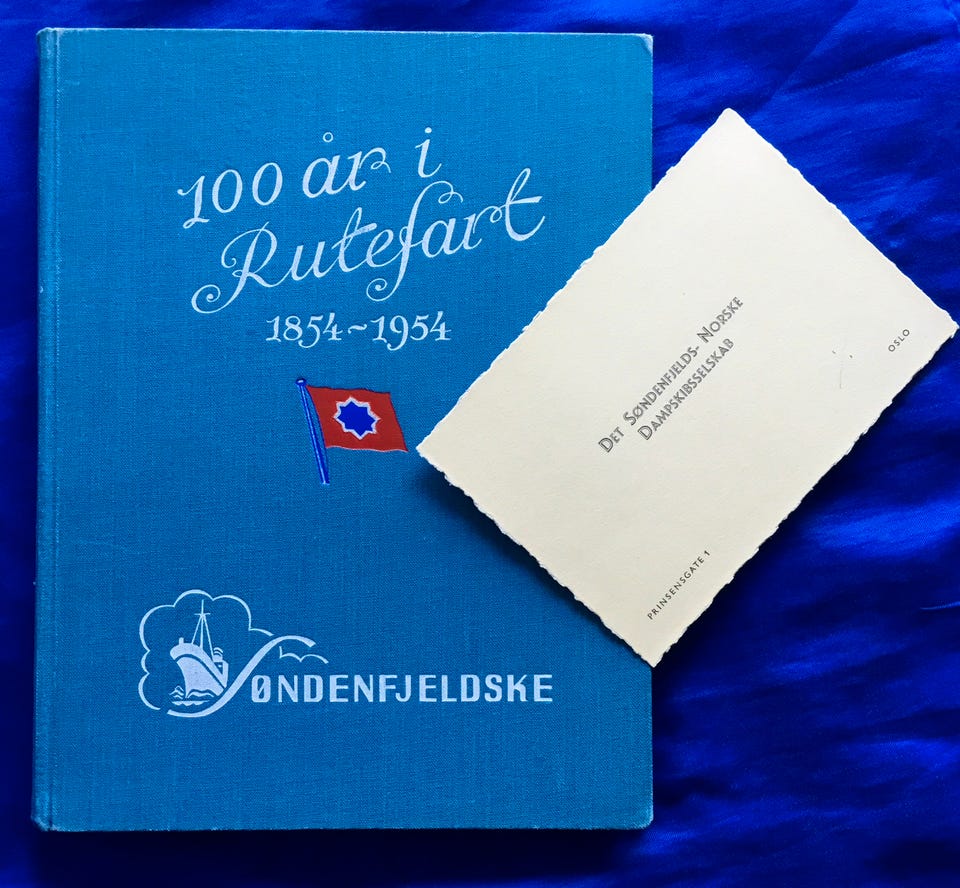 100 år i
Rutefart
1854~1954
SØNDENFJELDSKE
DET SØNDENFJELDS- NORSKE
DAMPSKIBSSELSKAB
PRINSENSGATE 1
OSLO